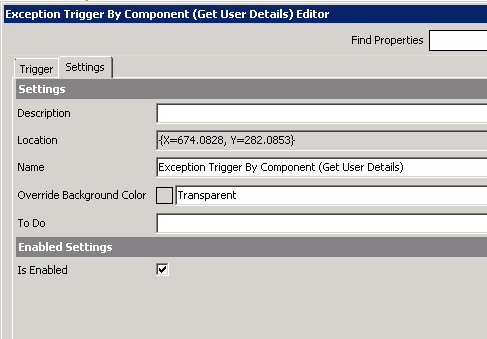 Exception Trigger By Component (Get User Details) Editor
Find Properties
Trigger Settings
Settings
Description
Location {X=674.0828, Y=282.0853}
Name Exception Trigger By Component (Get User Details)
Override Background Color Transparent
To Do
Enabled Settings
Is Enabled